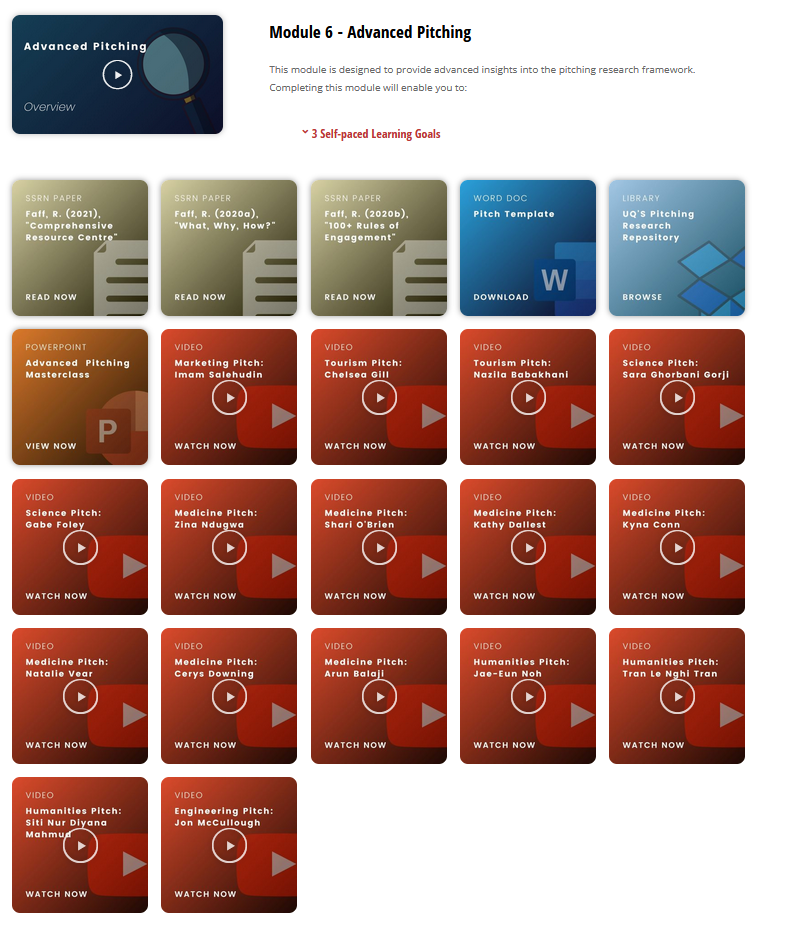 Advanced Pitching
Overview
Module 6 - Advanced Pitching
This module is designed to provide advanced insights into the pitching research framework.
Completing this module will enable you to:
3 Self-paced Learning Goals
SSRN PAPER
Faff, R. (2021),
"Comprehensive
Resource Centre"
READ NOW
SSRN PAPER
Faff, R. (2020a),
"What, Why, How?"
READ NOW
SSRN PAPER
Faff, R. (2020b),
"100+ Rules of
Engagement"
READ NOW
WORD DOC
Pitch Template
W
DOWNLOAD
LIBRARY
UQ'S Pitching
Research
Repository
BROWSE
POWERPOINT
Advanced Pitching
Masterclass
P
VIEW NOW
VIDEO
Marketing Pitch:
Imam Salehudin
WATCH NOW
VIDEO
Tourism Pitch:
Chelsea Gill
WATCH NOW
VIDEO
Tourism Pitch:
Nazila Babakhani
WATCH NOW
VIDEO
Science Pitch:
Sara Ghorbani Gorji
WATCH NOW
VIDEO
Science Pitch:
Gabe Foley
WATCH NOW
VIDEO
Medicine Pitch:
Zina Ndugwa
WATCH NOW
VIDEO
Medicine Pitch:
Shari O'Brien
WATCH NOW
VIDEO
Medicine Pitch:
Kathy Dallest
WATCH NOW
VIDEO
Medicine Pitch:
Kyna Conn
WATCH NOW
VIDEO
Medicine Pitch:
Natalie Vear
WATCH NOW
VIDEO
Medicine Pitch:
Cerys Downing
WATCH NOW
VIDEO
Medicine Pitch:
Arun Balaji
WATCH NOW
VIDEO
Humanities Pitch:
Jae-Eun Noh
WATCH NOW
VIDEO
Humanities Pitch:
Tran Le Nghi Tran
WATCH NOW
VIDEO
Humanities Pitch:
Siti Nur Diyana
Mahmud
WATCH NOW
VIDEO
Engineering Pitch:
Jon McCullough
WATCH NOW